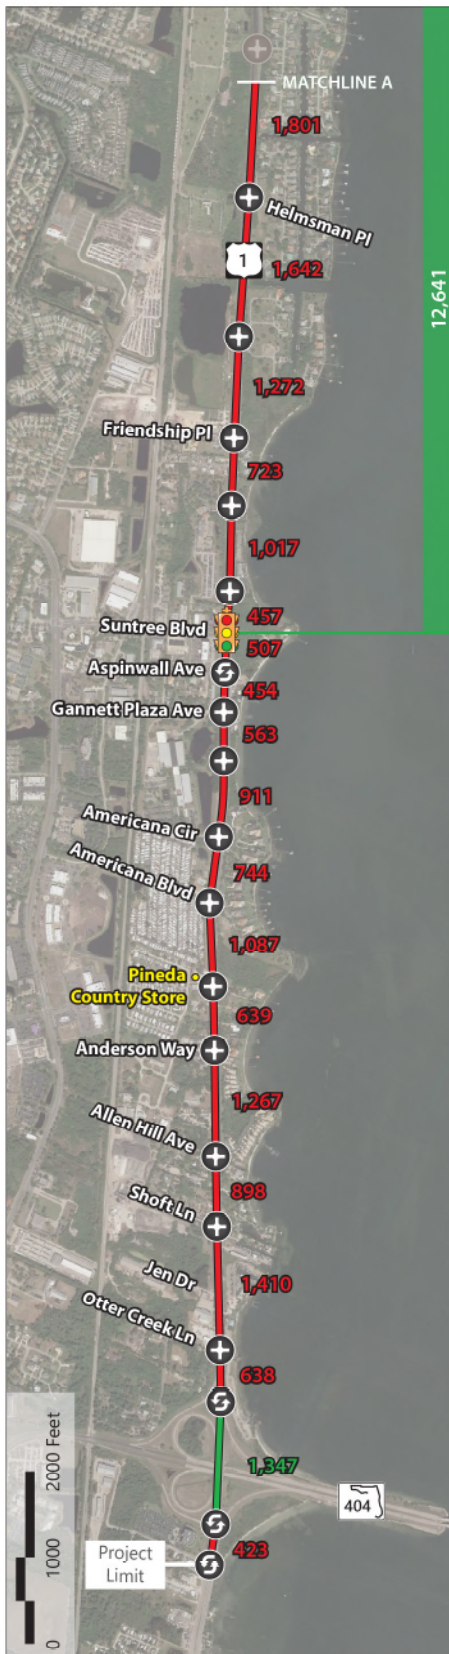 MATCHLINE A
1,801
Helmsman Pl
1
1,642
12,641
1,272
Friendship Pl
723
1,017
457
Suntree Blvd
507
Aspinwall Ave
454
Gannett Plaza Ave
563
911
Americana Cir
744
Americana Blvd
1,087
Pineda
Country Store
639
Anderson Way
1,267
Allen Hill Ave
898
Shoft Ln
Jen Dr
1,410
Otter Creek Ln
638
1,347
404
423
Project
Limit
0 1000 2000 Feet